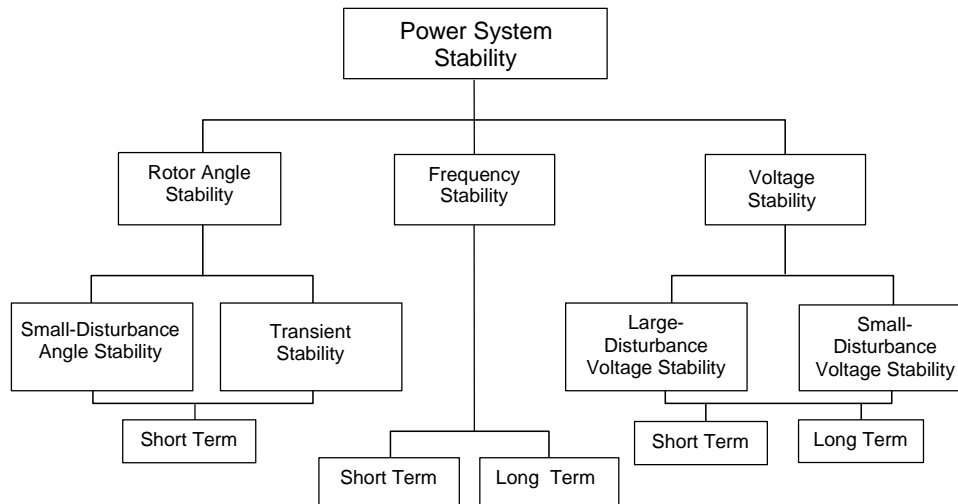 Power System
Stability
Rotor Angle
Stability
Frequency
Stability
Voltage
Stability
Small-Disturbance
Angle Stability
Transient
Stability
Large-
Disturbance
Voltage Stability
Small-
Disturbance
Voltage Stability
Short Term
Short Term
Long Term
Short Term
Long Term